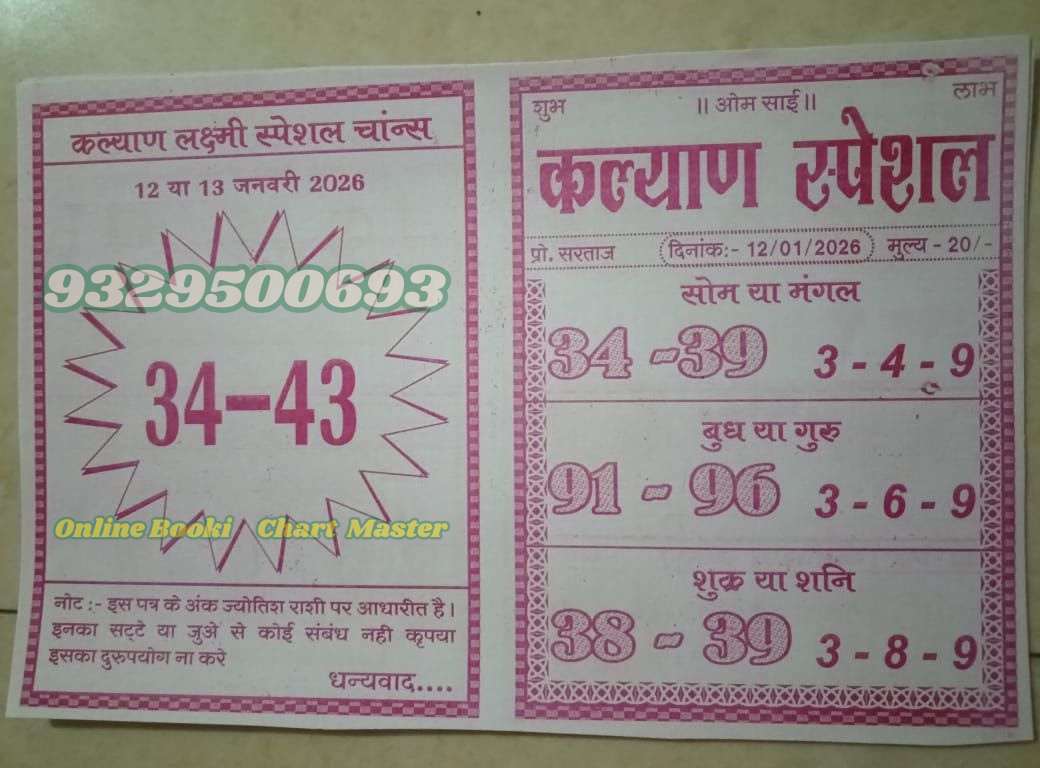 कल्याण लक्ष्मी स्पेशल चांन्स
12 या 13 जनवरी 2026
9329500693
34-43
Online Booki Chart Master
नोट :- इस पत्र के अंक ज्योतिश राशी पर आधारीत है।
इनका सट्टे या जुओ से कोई संबंध नही कृपया
इसका दुरुपयोग ना करे
धन्यवाद....
शुभ ॥ ओम साई॥ लाभ
कल्याण स्पेशल
प्रो. सरताज दिनांक:- 12/01/2026 मुल्य - 20/-
सोम या मंगल
34 -39 3 - 4 - 9
बुध या गुरु
91 - 96 3 - 6 - 9
शुक्र या शनि
38 - 39 3 - 8 - 9